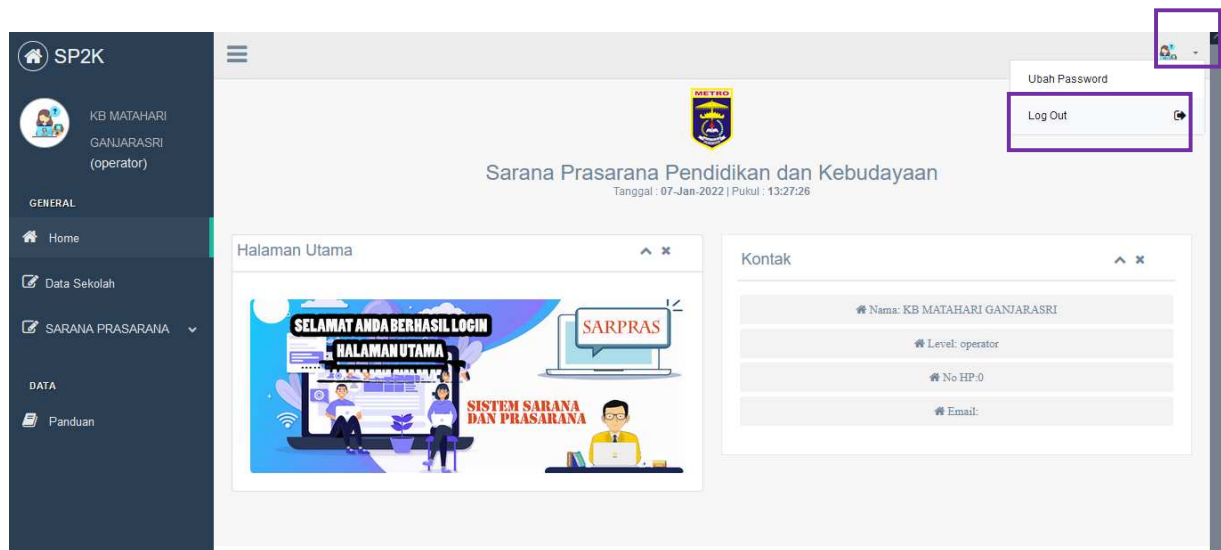 SP2K
KB MATAHARI
GANJARASRI
(operator)
GENERAL
Home
Data Sekolah
SARANA PRASARANA
DATA
Panduan
Ubah Password
Log Out
METRO
Sarana Prasarana Pendidikan dan Kebudayaan
Tanggal : 07-Jan-2022 | Pukul : 13:27:26
Halaman Utama
SELAMAT ANDA BERHASIL LOGIN
HALAMAN UTAMA
SARPRAS
SISTEM SARANA
DAN PRASARANA
Kontak
Nama: KB MATAHARI GANJARASRI
Level: operator
No HP:0
Email: